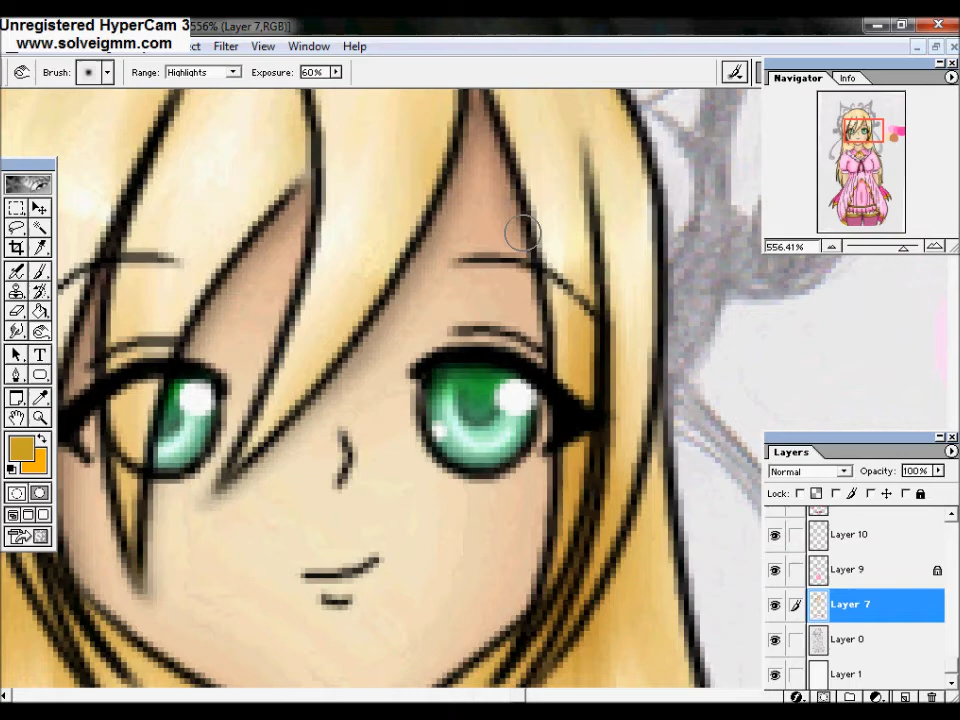 Unregistered HyperCam 3
www.solveigmm.com
556% (Layer 7,RGB)]
ct Filter View Window Help
Brush: Range: Highlights Exposure: 60%
Navigator Info
556.41%
Layers
Normal Opacity: 100%
Lock:
Layer 10
Layer 9
Layer 7
Layer 0
Layer 1
T